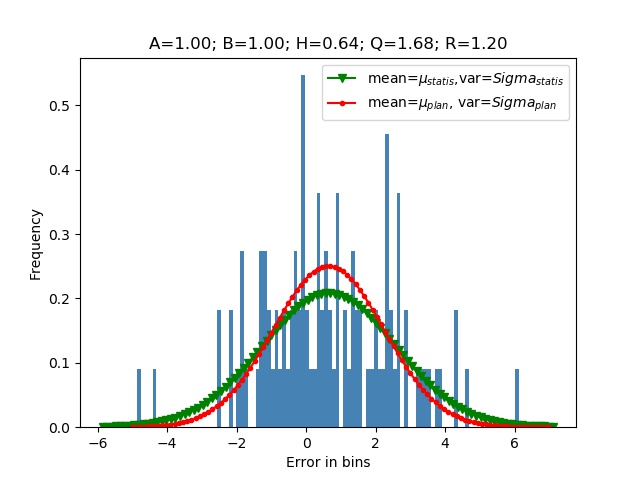 A=1.00; B=1.00; H=0.64; Q=1.68; R=1.20
mean=μstatis,var=Sigmastatis
mean=μplan, var=Sigmaplan
Frequency
0.5
0.4
0.3
0.2
0.1
0.0
−6 −4 −2 0 2 4 6
Error in bins